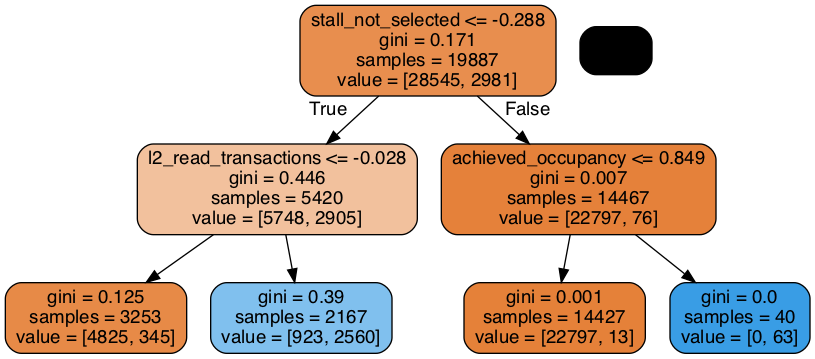 stall_not_selected <= -0.288
gini = 0.171
samples = 19887
value = [28545, 2981]
True
False
l2_read_transactions <= -0.028
gini = 0.446
samples = 5420
value = [5748, 2905]
achieved_occupancy <= 0.849
gini = 0.007
samples = 14467
value = [22797, 76]
gini = 0.125
samples = 3253
value = [4825, 345]
gini = 0.39
samples = 2167
value = [923, 2560]
gini = 0.001
samples = 14427
value = [22797, 13]
gini = 0.0
samples = 40
value = [0, 63]